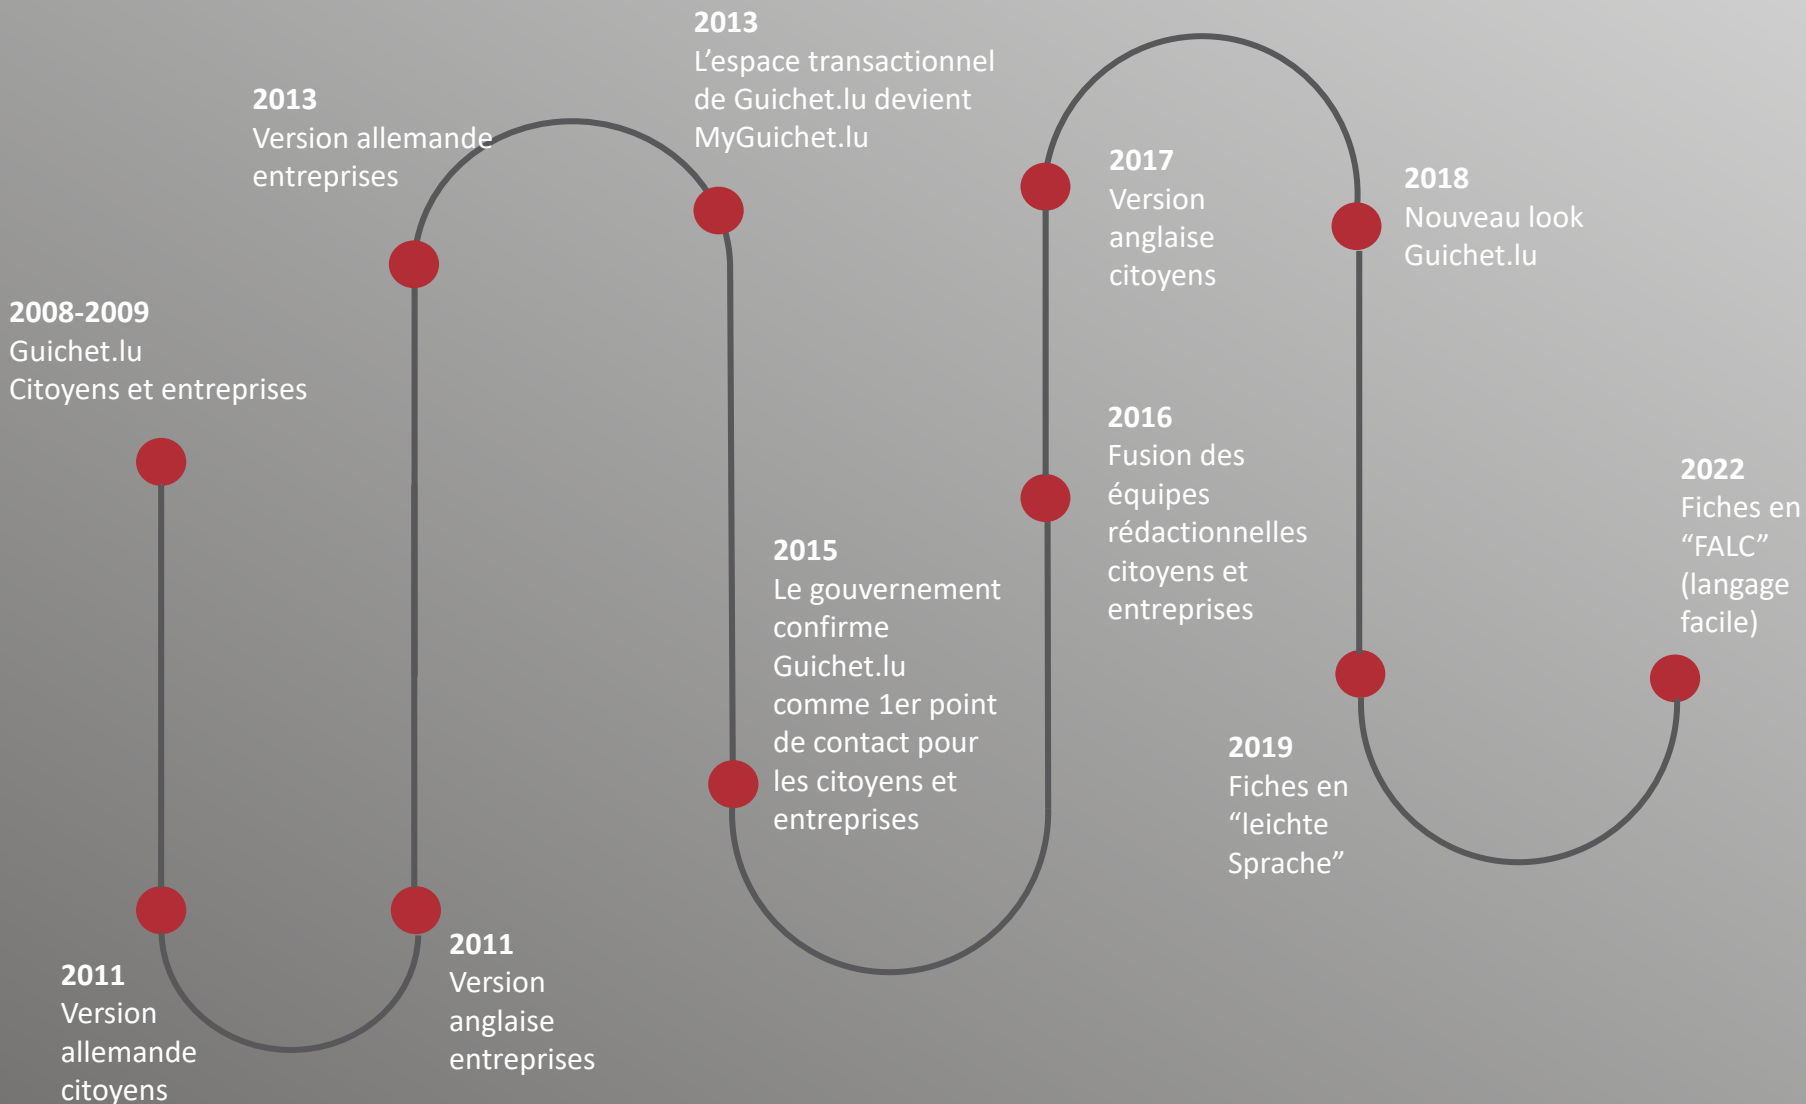 2008-2009
Guichet.lu
Citoyens et entreprises
2011
Version
allemande
citoyens
2011
Version
anglaise
entreprises
2013
Version allemande
entreprises
2013
L’espace transactionnel
de Guichet.lu devient
MyGuichet.lu
2015
Le gouvernement
confirme
Guichet.lu
comme 1er point
de contact pour
les citoyens et
entreprises
2016
Fusion des
équipes
rédactionnelles
citoyens et
entreprises
2017
Version
anglaise
citoyens
2018
Nouveau look
Guichet.lu
2019
Fiches en
“leichte
Sprache”
2022
Fiches en
“FALC”
(langage
facile)